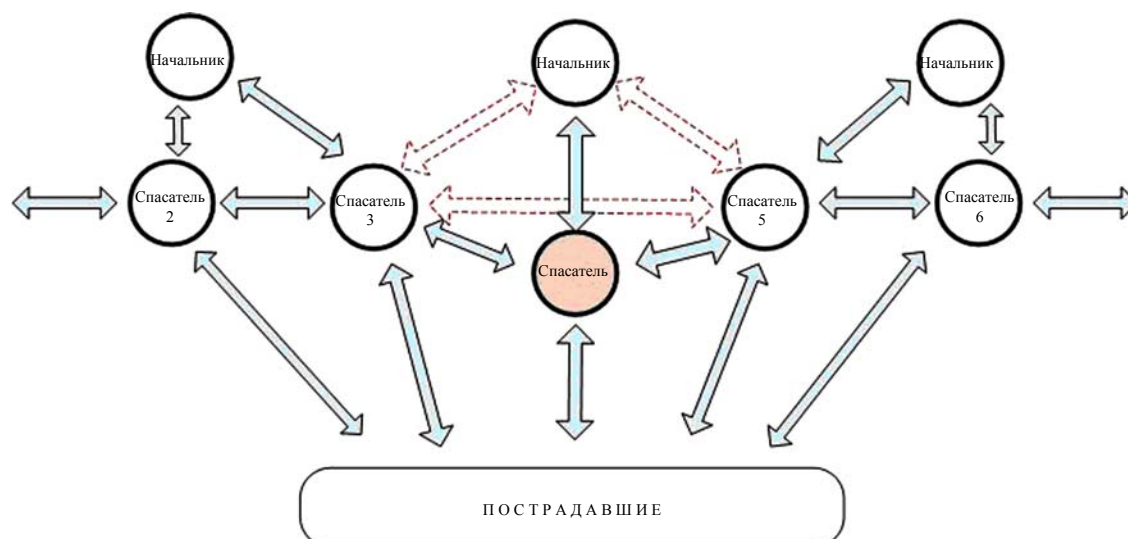 Начальник
Начальник
Начальник
Спасатель
2
Спасатель
3
Спасатель
5
Спасатель
6
Спасатель
ПОСТРАДАВШИЕ